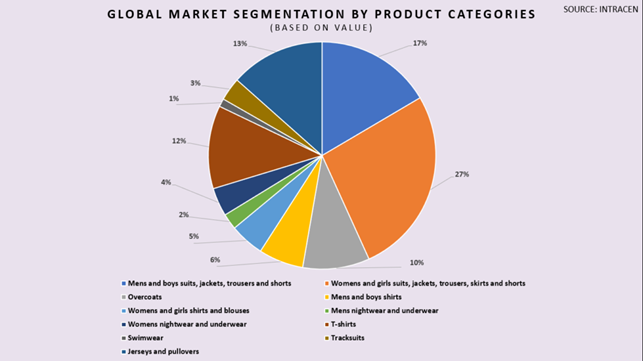 GLOBAL MARKET SEGMENTATION BY PRODUCT CATEGORIES
(BASED ON VALUE)
SOURCE: INTRACEN
13%
17%
3%
1%
12%
27%
4%
2%
5%
6%
10%
Mens and boys suits, jackets, trousers and shorts
Womens and girls suits, jackets, trousers, skirts and shorts
Overcoats
Mens and boys shirts
Womens and girls shirts and blouses
Mens nightwear and underwear
Womens nightwear and underwear
T-shirts
Swimwear
Tracksuits
Jerseys and pullovers